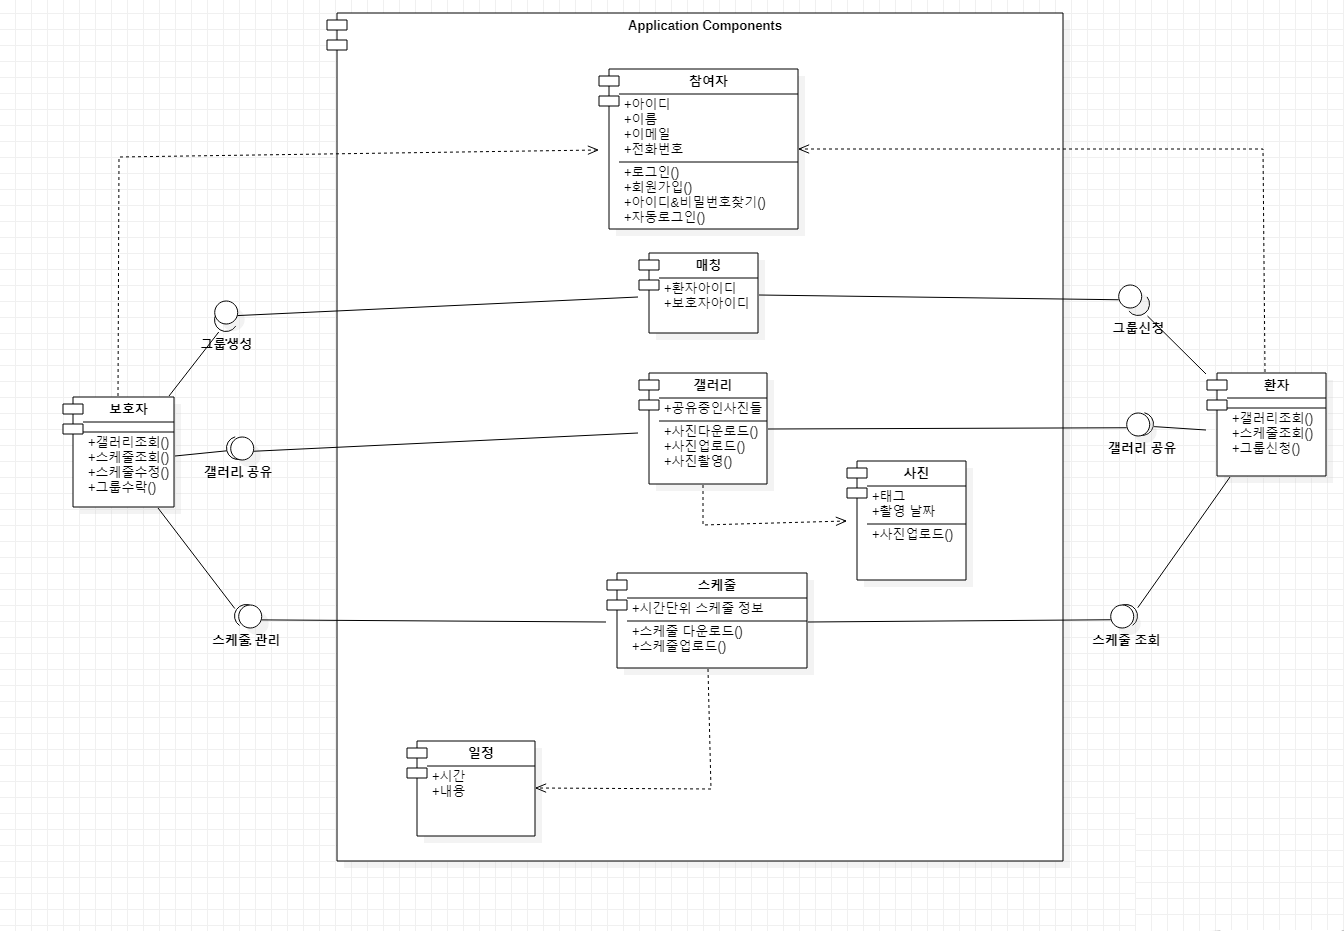 Application Components
참여자
+아이디
+이름
+이메일
+전화번호
+로그인()
+회원가입()
+아이디&비밀번호찾기()
+자동로그인()
매칭
+환자아이디
+보호자아이디
그룹생성
그룹신청
보호자
+갤러리조회()
+스케줄조회()
+스케줄수정()
+그룹수락()
갤러리 공유
갤러리
+공유중인사진들
+사진다운로드()
+사진업로드()
+사진촬영()
갤러리 공유
환자
+갤러리조회()
+스케줄조회()
+그룹신청()
사진
+태그
+촬영 날짜
+사진업로드()
스케줄 관리
스케줄
+시간단위 스케줄 정보
+스케줄 다운로드()
+스케줄업로드()
스케줄 조회
일정
+시간
+내용